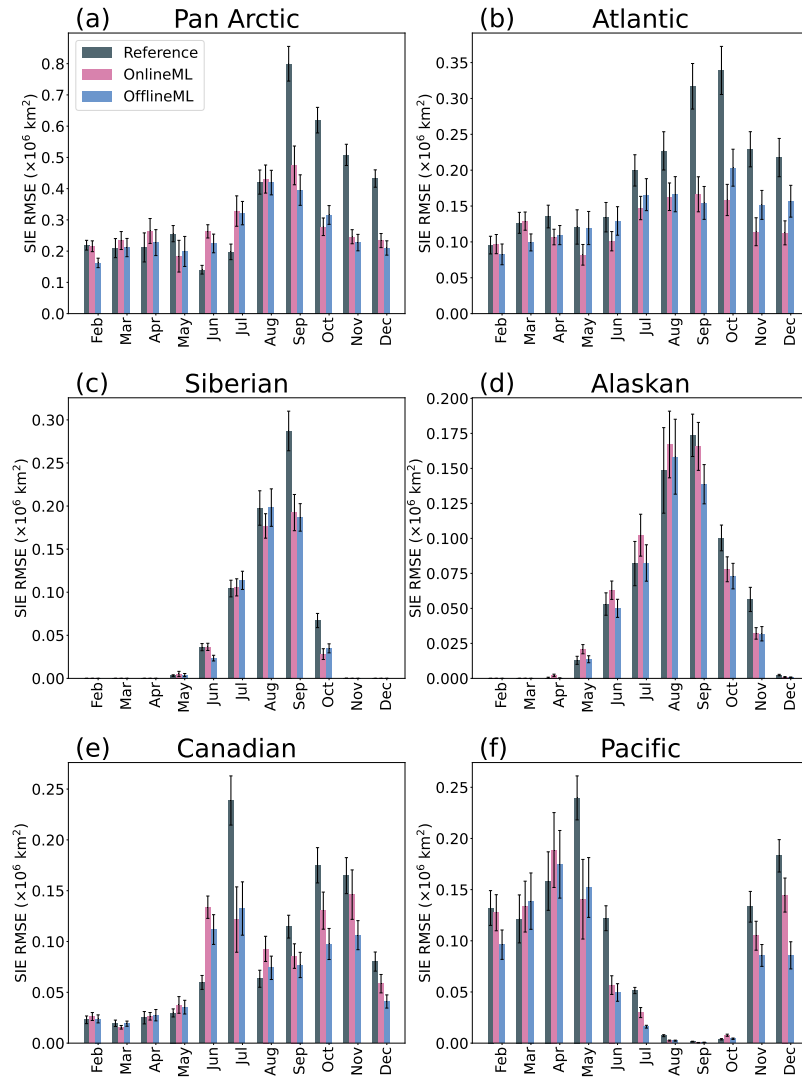 (a) Pan Arctic
Reference
OnlineML
OfflineML
SIE RMSE (×10⁶ km²)
0.8
0.7
0.6
0.5
0.4
0.3
0.2
0.1
0.0
Feb Mar Apr May Jun Jul Aug Sep Oct Nov Dec
(b) Atlantic
SIE RMSE (×10⁶ km²)
0.35
0.30
0.25
0.20
0.15
0.10
0.05
0.00
Feb Mar Apr May Jun Jul Aug Sep Oct Nov Dec
(c) Siberian
SIE RMSE (×10⁶ km²)
0.30
0.25
0.20
0.15
0.10
0.05
0.00
Feb Mar Apr May Jun Jul Aug Sep Oct Nov Dec
(d) Alaskan
SIE RMSE (×10⁶ km²)
0.200
0.175
0.150
0.125
0.100
0.075
0.050
0.025
0.000
Feb Mar Apr May Jun Jul Aug Sep Oct Nov Dec
(e) Canadian
SIE RMSE (×10⁶ km²)
0.25
0.20
0.15
0.10
0.05
0.00
Feb Mar Apr May Jun Jul Aug Sep Oct Nov Dec
(f) Pacific
SIE RMSE (×10⁶ km²)
0.25
0.20
0.15
0.10
0.05
0.00
Feb Mar Apr May Jun Jul Aug Sep Oct Nov Dec